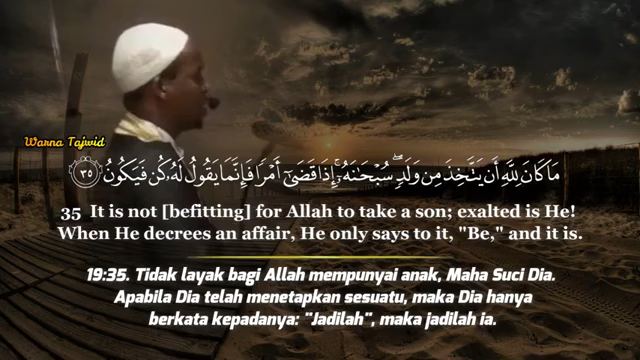 Warna Tajwid
مَا كَانَ لِلَّهِ أَن يَتَّخِذَ مِن وَلَدٍۖ سُبْحَٰنَهُۥٓۚ إِذَا قَضَىٰٓ أَمْرًا فَإِنَّمَا يَقُولُ لَهُۥ كُن فَيَكُونُ ٣٥
35 It is not [befitting] for Allah to take a son; exalted is He!
When He decrees an affair, He only says to it, "Be," and it is.
19:35. Tidak layak bagi Allah mempunyai anak, Maha Suci Dia.
Apabila Dia telah menetapkan sesuatu, maka Dia hanya
berkata kepadanya: "Jadilah", maka jadilah ia.